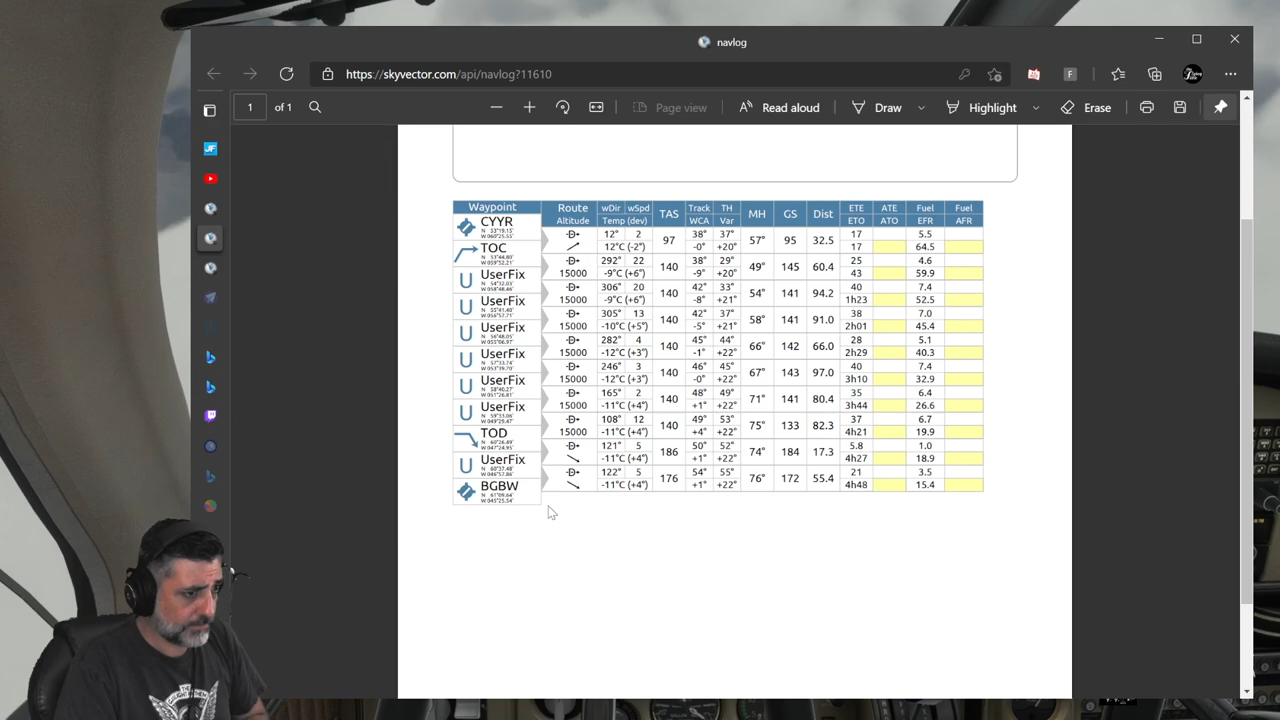 navlog
https://skyvector.com/api/navlog?11610
F
1 of 1 Page view Read aloud Draw Highlight Erase
Waypoint Route wDir wSpd TAS Track TH MH GS Dist ETE ATE Fuel Fuel
Altitude Temp (dev) WCA Var ETO ATO EFR AFR
CYYR D 12° 2 97 38° 37° 57° 95 32.5 17 5.5
12°C (-2°) -0° +20° 17 64.5
TOC D 292° 22 140 38° 29° 49° 145 60.4 25 4.6
15000 -9°C (+6°) -9° +20° 43 59.9
UserFix D 306° 20 140 42° 33° 54° 141 94.2 40 7.4
15000 -9°C (+6°) -8° +21° 1h23 52.5
UserFix D 305° 13 140 42° 37° 58° 141 91.0 38 7.0
15000 -10°C (+5°) -5° +21° 2h01 45.4
UserFix D 282° 4 140 45° 44° 66° 142 66.0 28 5.1
15000 -12°C (+3°) -1° +22° 2h29 40.3
UserFix D 246° 3 140 46° 45° 67° 143 97.0 40 7.4
15000 -12°C (+3°) -0° +22° 3h10 32.9
UserFix D 165° 2 140 48° 49° 71° 141 80.4 35 6.4
15000 -11°C (+4°) +1° +22° 3h44 26.6
UserFix D 108° 12 140 49° 53° 75° 133 82.3 37 6.7
15000 -11°C (+4°) +4° +22° 4h21 19.9
TOD D 121° 5 186 50° 52° 74° 184 17.3 5.8 1.0
-11°C (+4°) +1° +22° 4h27 18.9
UserFix D 122° 5 176 54° 55° 76° 172 55.4 21 3.5
-11°C (+4°) +1° +22° 4h48 15.4
BGBW